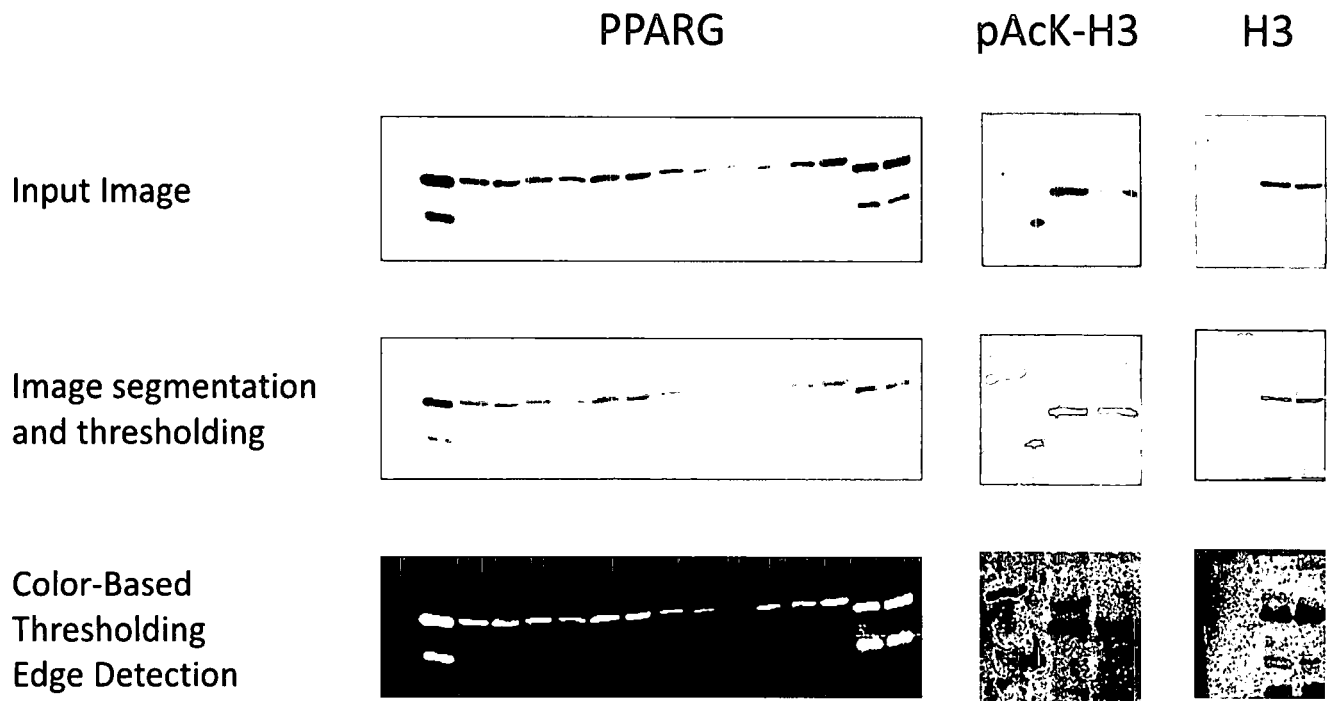 PPARG
pAcK-H3
H3
Input Image
Image segmentation
and thresholding
Color-Based
Thresholding
Edge Detection